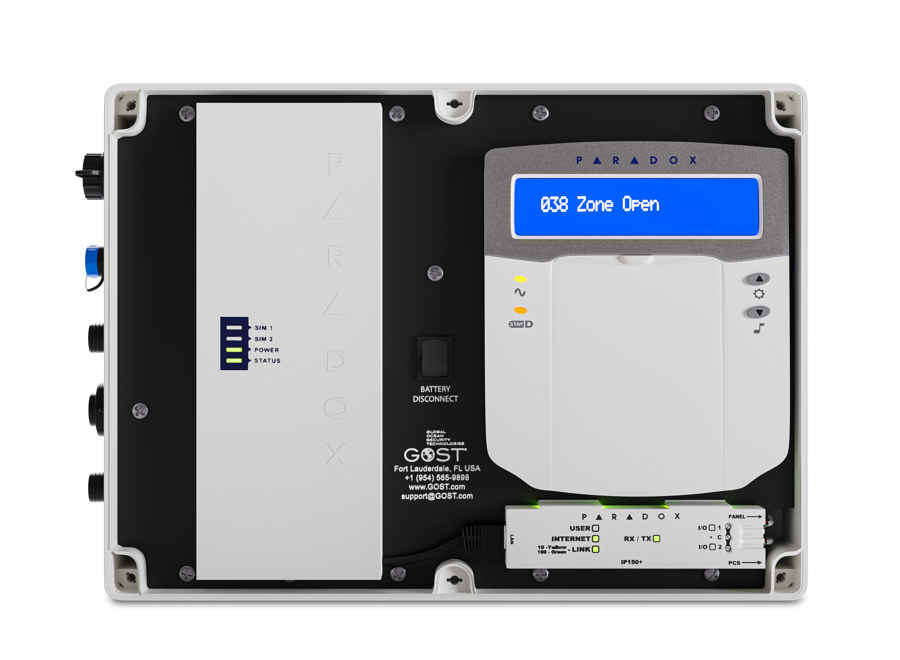 PARADOX
SIM 1
SIM 2
POWER
STATUS
BATTERY
DISCONNECT
GLOBAL
OCEAN
SECURITY
TECHNOLOGIES
GOST
Fort Lauderdale, FL USA
+1 (954) 565-9898
www.GOST.com
support@GOST.com
PARADOX
038 Zone Open
STAY D
PARADOX
PANEL
LAN
USER
INTERNET
10 -Yellow
100 - Green
- LINK
RX / TX
I/O 1
C
I/O 2
IP150+
PCS